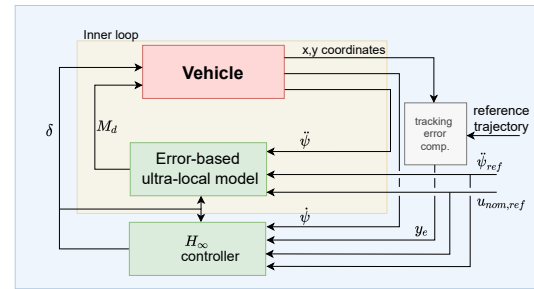 Inner loop
x,y coordinates
Vehicle
tracking
error
comp.
reference
trajectory
δ
M_d
ψ̈
ψ̈_ref
Error-based
ultra-local model
u_nom,ref
ψ̇
y_e
H_∞
controller